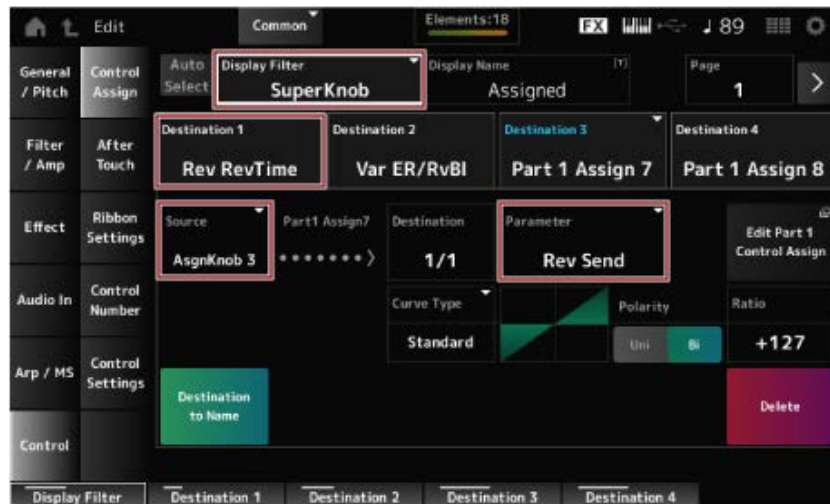 Edit
Common
Elements:18
FX
♩ 89
General / Pitch
Control Assign
Auto Select
Display Filter
SuperKnob
Display Name
[T]
Assigned
Page
1
Filter / Amp
After Touch
Destination 1
Rev RevTime
Destination 2
Var ER/RvBl
Destination 3
Part 1 Assign 7
Destination 4
Part 1 Assign 8
Effect
Ribbon Settings
Source
AsgnKnob 3
Part1 Assign7
Destination
1/1
Parameter
Rev Send
Edit Part 1
Control Assign
Audio In
Control Number
Curve Type
Standard
Polarity
Uni
Bi
Ratio
+127
Arp / MS
Control Settings
Destination
to Name
Delete
Control
Display Filter
Destination 1
Destination 2
Destination 3
Destination 4